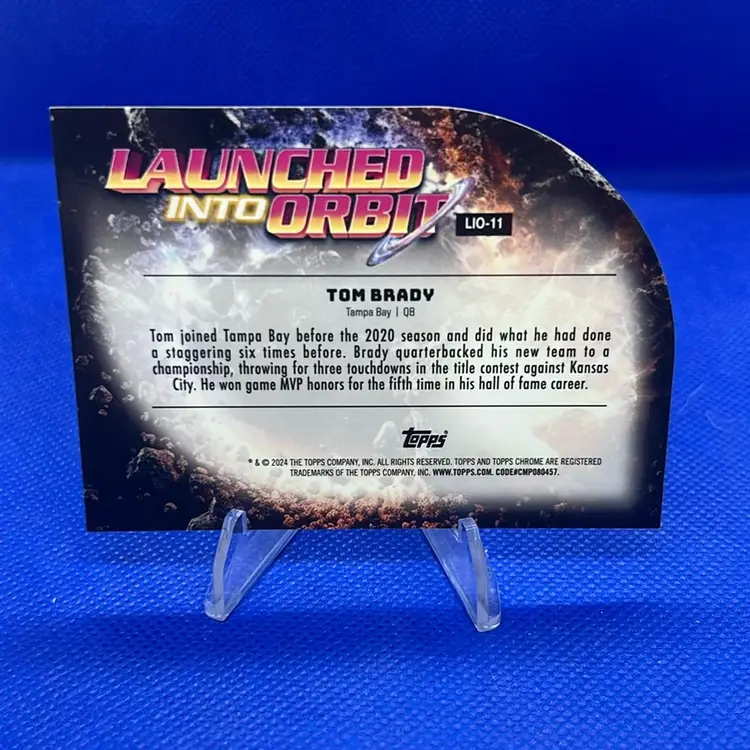 LAUNCHED
INTO ORBIT
LIO-11
TOM BRADY
Tampa Bay | QB
Tom joined Tampa Bay before the 2020 season and did what he had done
a staggering six times before. Brady quarterbacked his new team to a
championship, throwing for three touchdowns in the title contest against Kansas
City. He won game MVP honors for the fifth time in his hall of fame career.
Topps®
® & © 2024 THE TOPPS COMPANY, INC. ALL RIGHTS RESERVED. TOPPS AND TOPPS CHROME ARE REGISTERED
TRADEMARKS OF THE TOPPS COMPANY, INC. WWW.TOPPS.COM. CODE#CMP080457.